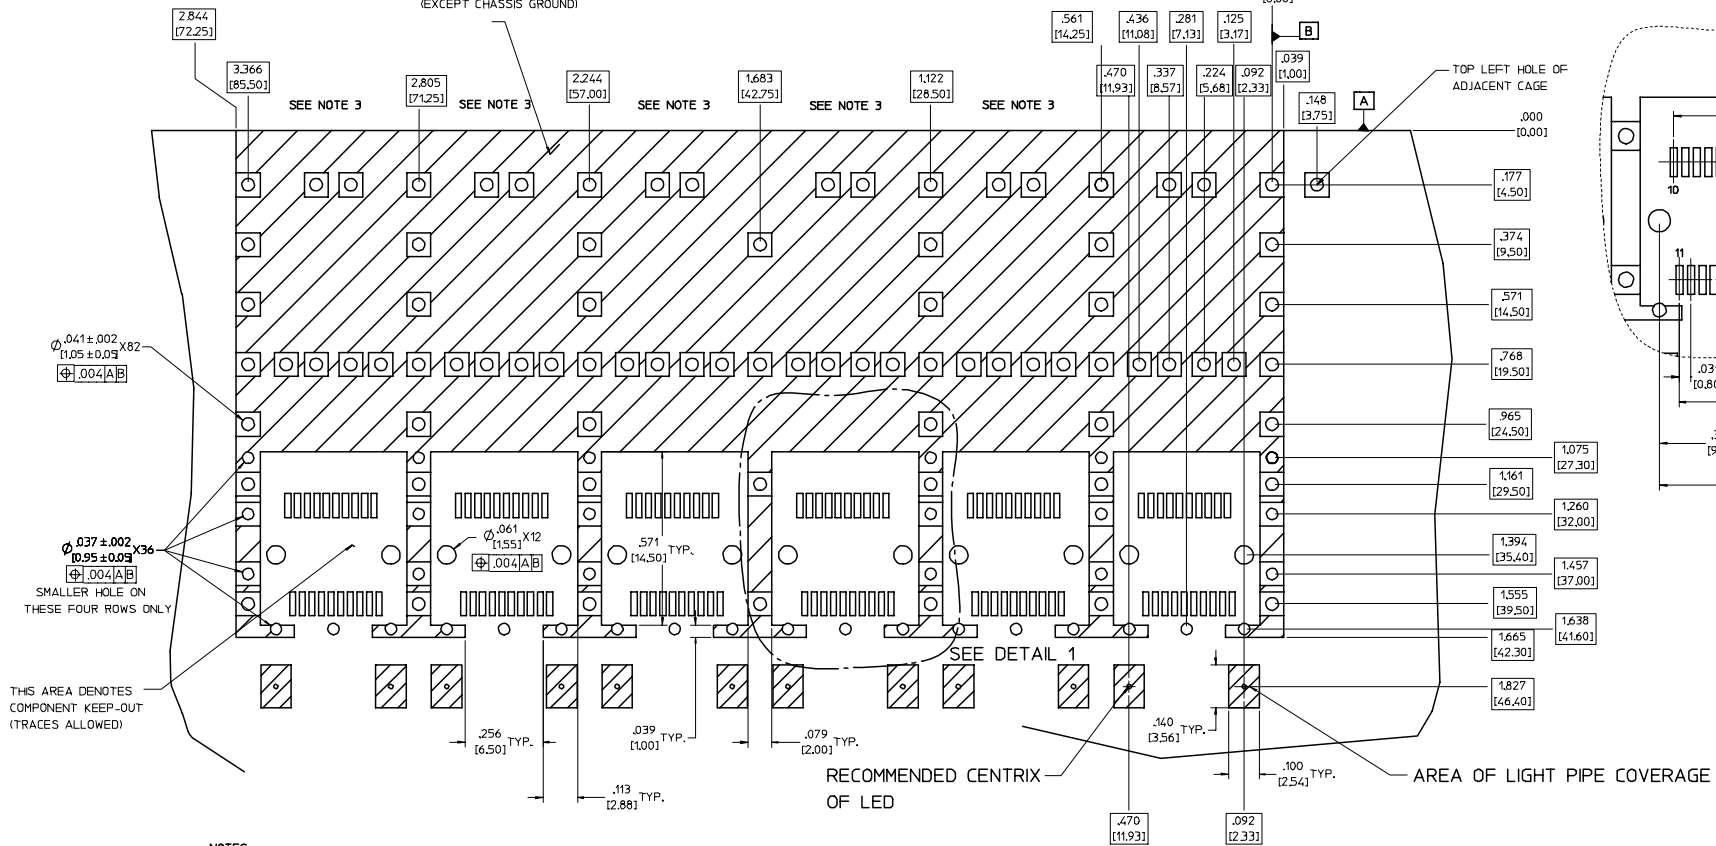 (EXCEPT CHASSIS GROUND)
2.844
[72.25]
3.366
[85.50]
SEE NOTE 3
2.805
[71.25]
SEE NOTE 3
2.244
[57.00]
SEE NOTE 3
1.683
[42.75]
SEE NOTE 3
1.122
[28.50]
SEE NOTE 3
.561
[14.25]
.436
[11.08]
.281
[7.13]
.125
[3.17]
B
.470
[11.93]
.337
[8.57]
.224
[5.68]
.092
[2.33]
.039
[1.00]
.148
[3.75]
TOP LEFT HOLE OF
ADJACENT CAGE
A
.000
[0.00]
.177
[4.50]
.374
[9.50]
.571
[14.50]
.768
[19.50]
.965
[24.50]
1.075
[27.30]
1.161
[29.50]
1.260
[32.00]
1.394
[35.40]
1.457
[37.00]
1.555
[39.50]
1.638
[41.60]
1.665
[42.30]
1.827
[46.40]
10
11
Ø .041±.002
[1.05±0.05] X82
⌖ .004 A B
Ø .037±.002
[0.95±0.05] X36
⌖ .004 A B
SMALLER HOLE ON
THESE FOUR ROWS ONLY
Ø .061
[1.55] X12
⌖ .004 A B
.571
[14.50] TYP.
THIS AREA DENOTES
COMPONENT KEEP-OUT
(TRACES ALLOWED)
SEE DETAIL 1
.256
[6.50] TYP.
.039
[1.00] TYP.
.079
[2.00] TYP.
.113
[2.88] TYP.
.140
[3.56] TYP.
.100
[2.54] TYP.
RECOMMENDED CENTRIX
OF LED
AREA OF LIGHT PIPE COVERAGE
.470
[11.93]
.092
[2.33]
NOTES